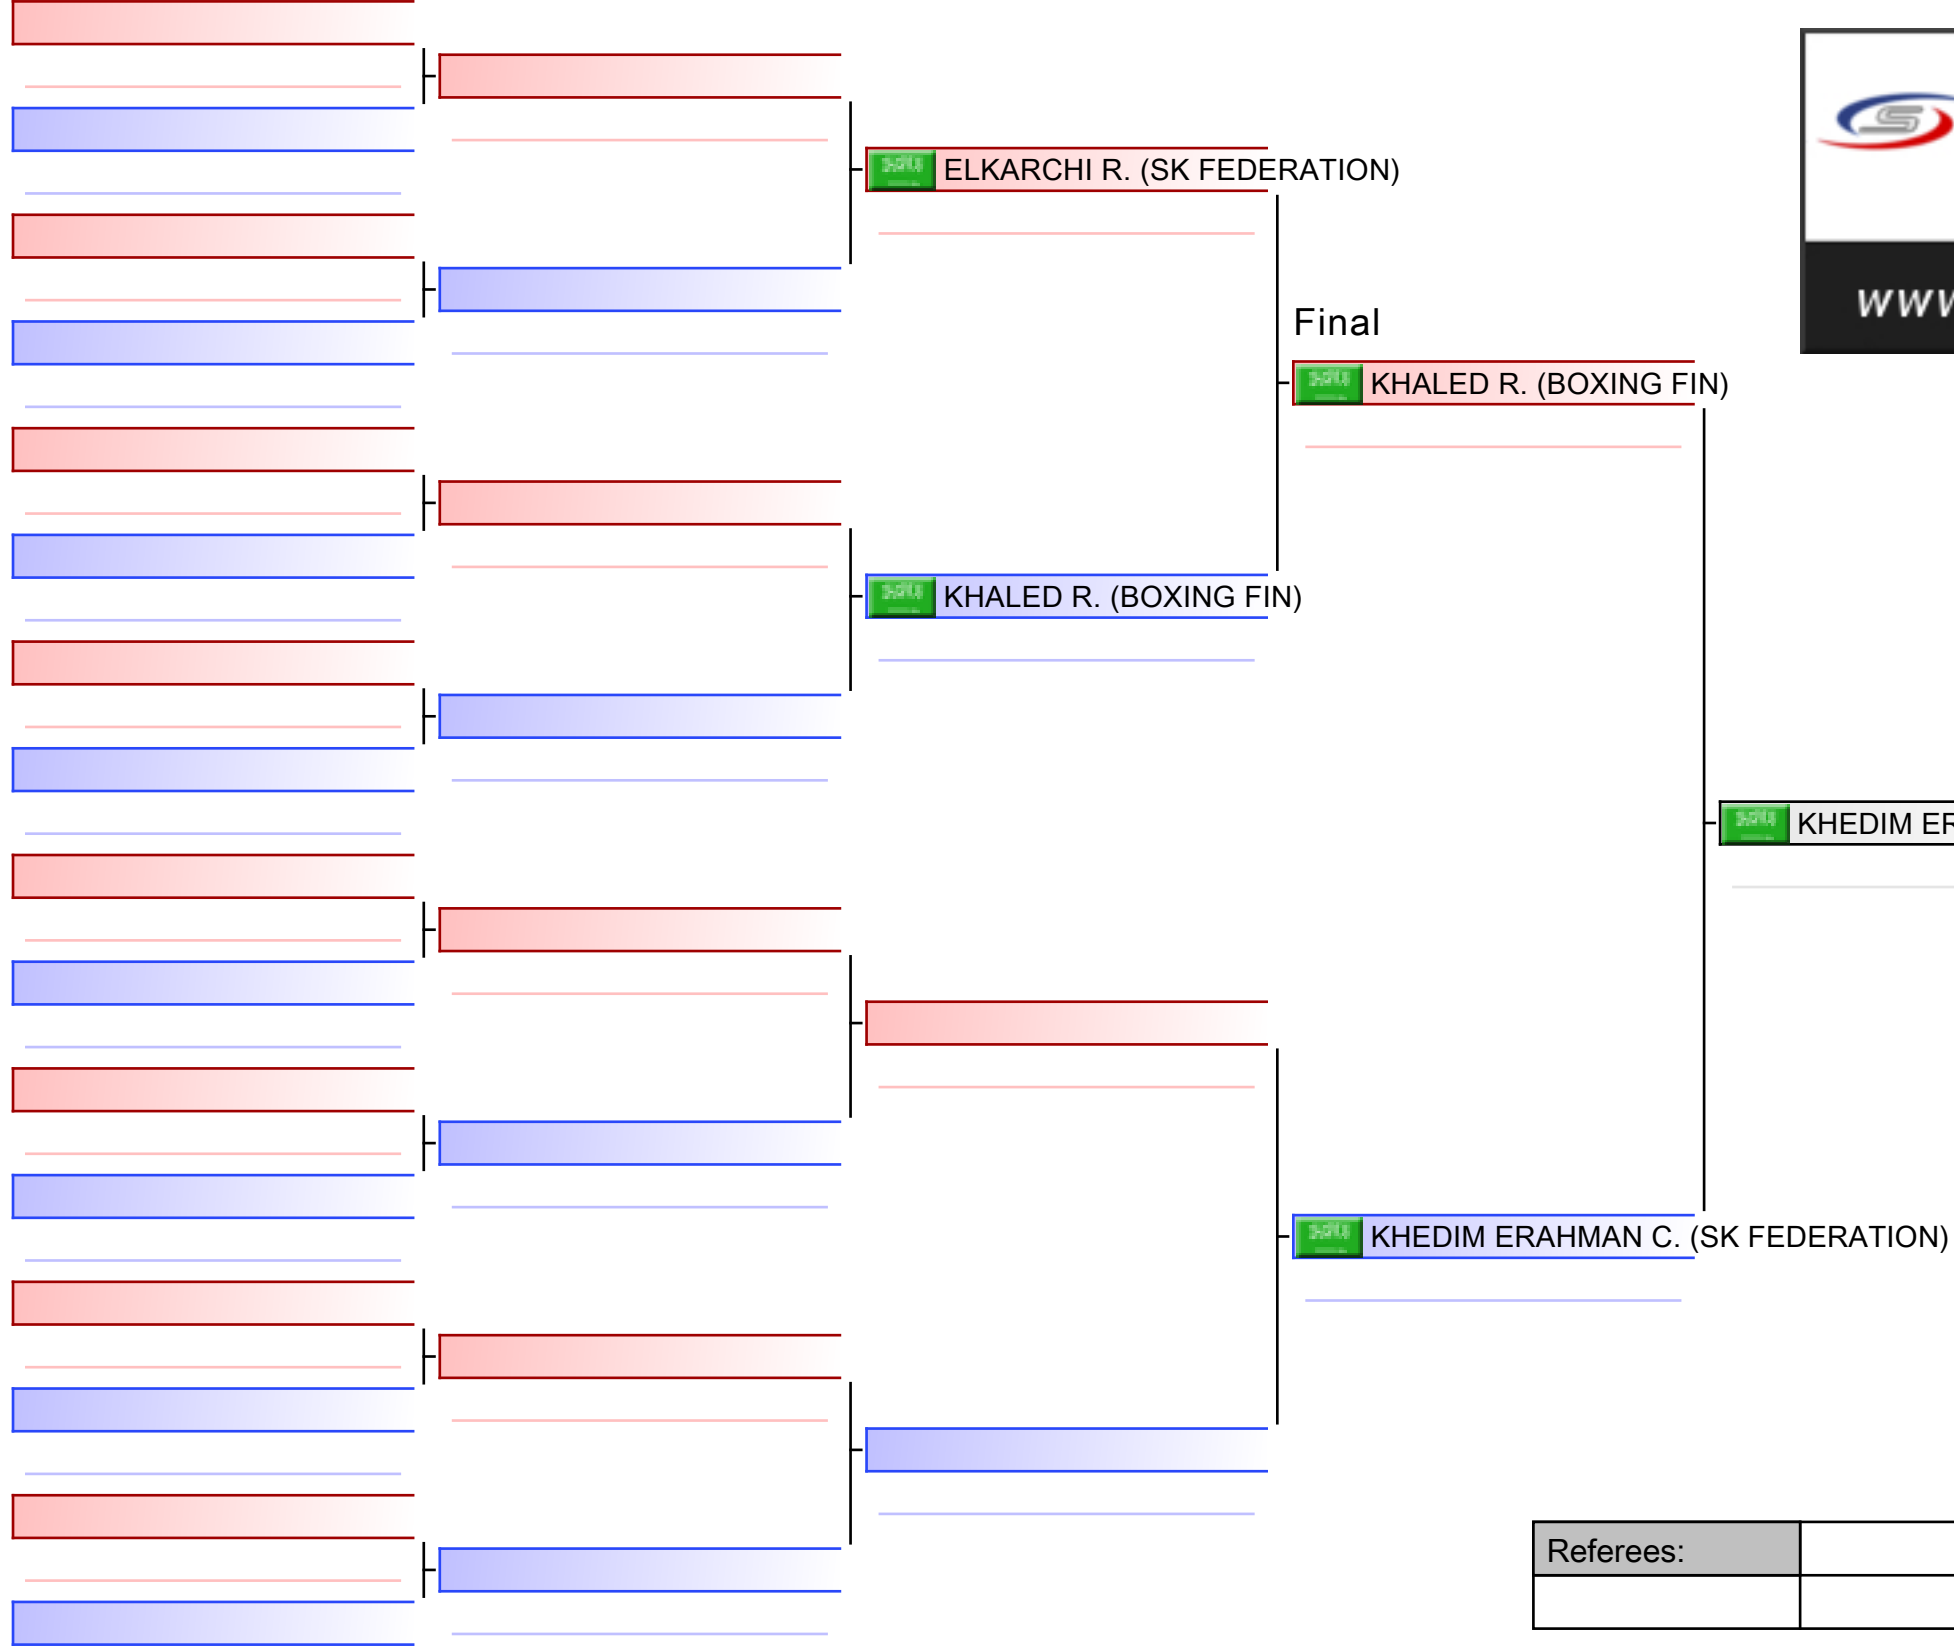 ELKARCHI R. (SK FEDERATION)
Final
KHALED R. (BOXING FIN)
KHALED R. (BOXING FIN)
KHEDIM ER
KHEDIM ERAHMAN C. (SK FEDERATION)
Referees: